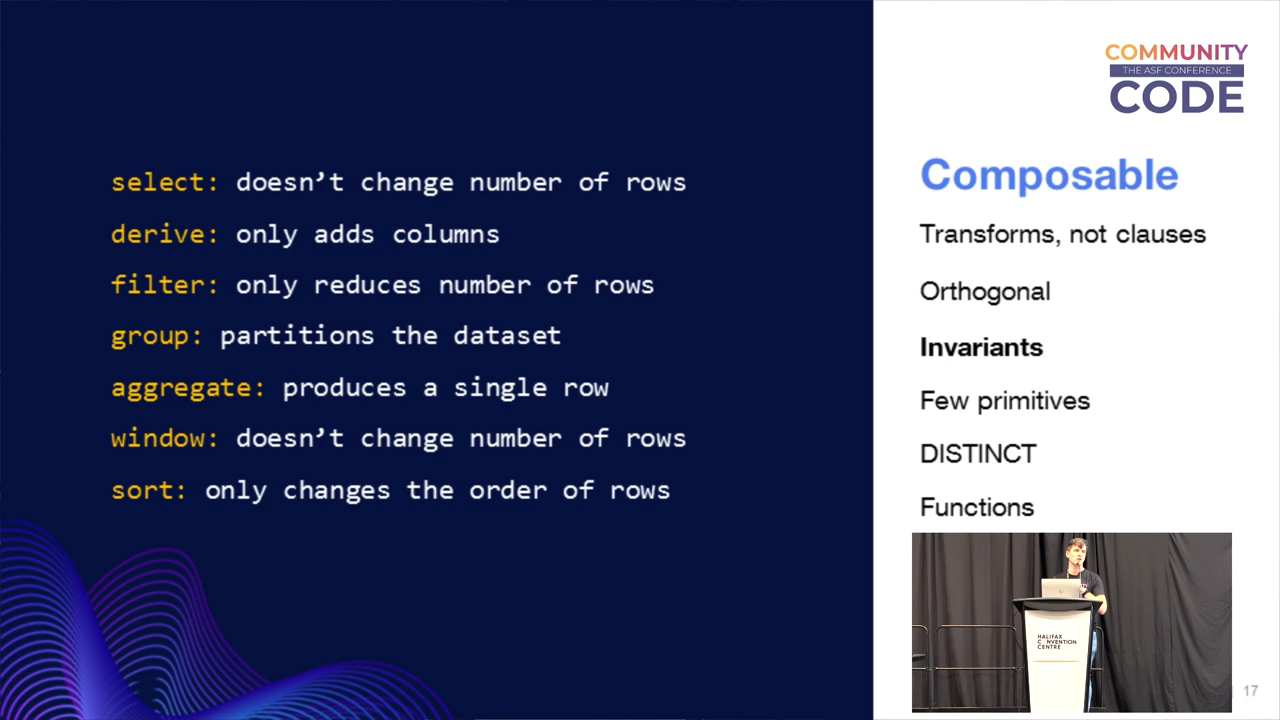 select: doesn’t change number of rows
derive: only adds columns
filter: only reduces number of rows
group: partitions the dataset
aggregate: produces a single row
window: doesn’t change number of rows
sort: only changes the order of rows
COMMUNITY
THE ASF CONFERENCE
CODE
Composable
Transforms, not clauses
Orthogonal
Invariants
Few primitives
DISTINCT
Functions
HALIFAX
C NVENTION
CENTRE
17